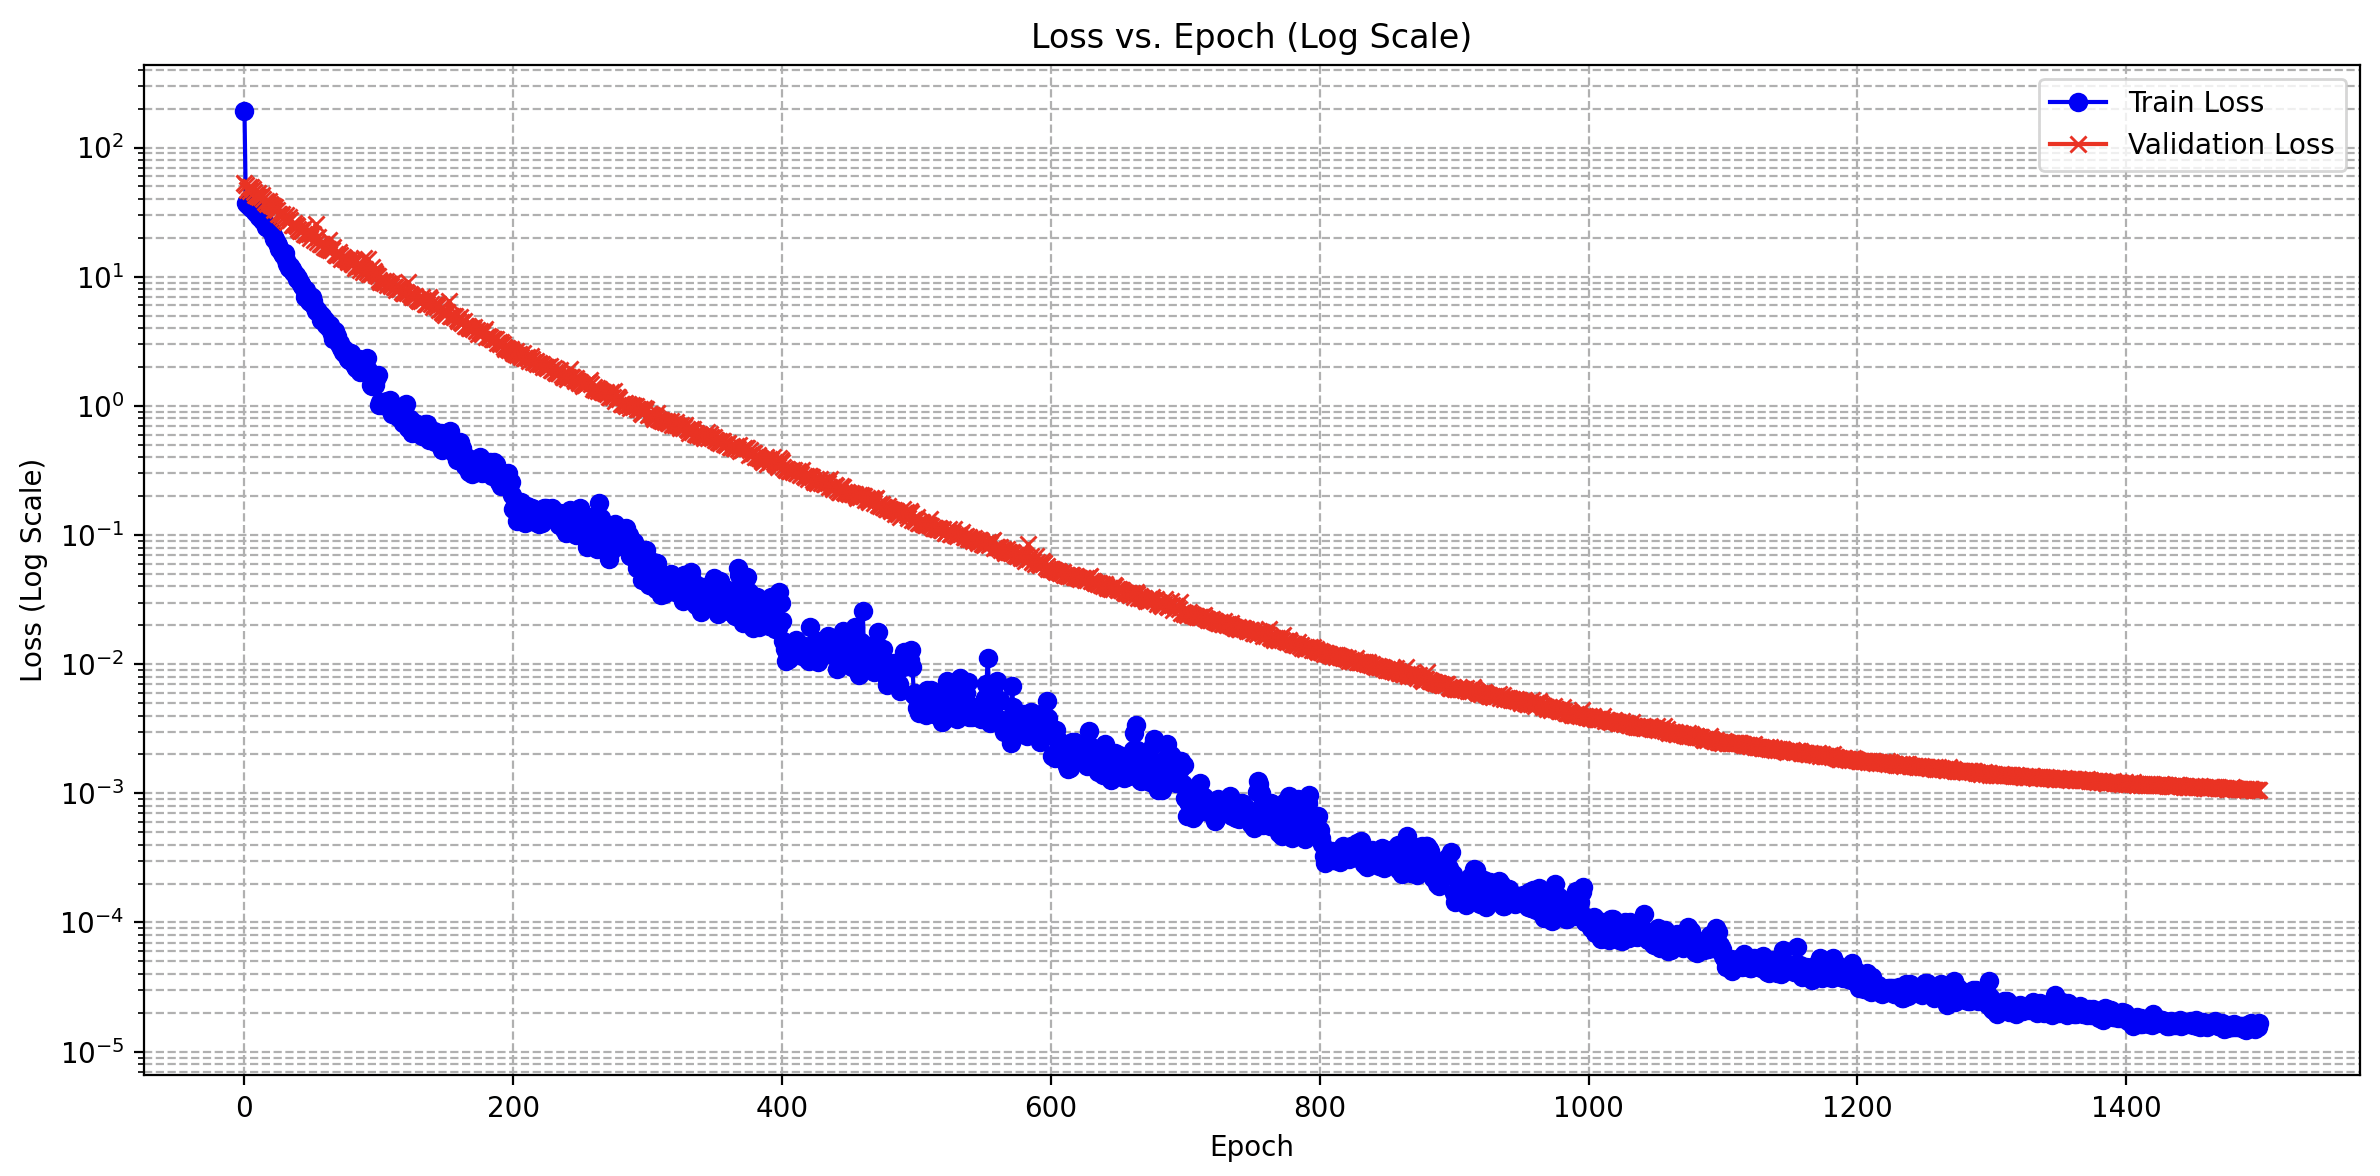 Loss vs. Epoch (Log Scale)
Train Loss
Validation Loss
Loss (Log Scale)
10²
10¹
10⁰
10⁻¹
10⁻²
10⁻³
10⁻⁴
10⁻⁵
0 200 400 600 800 1000 1200 1400
Epoch